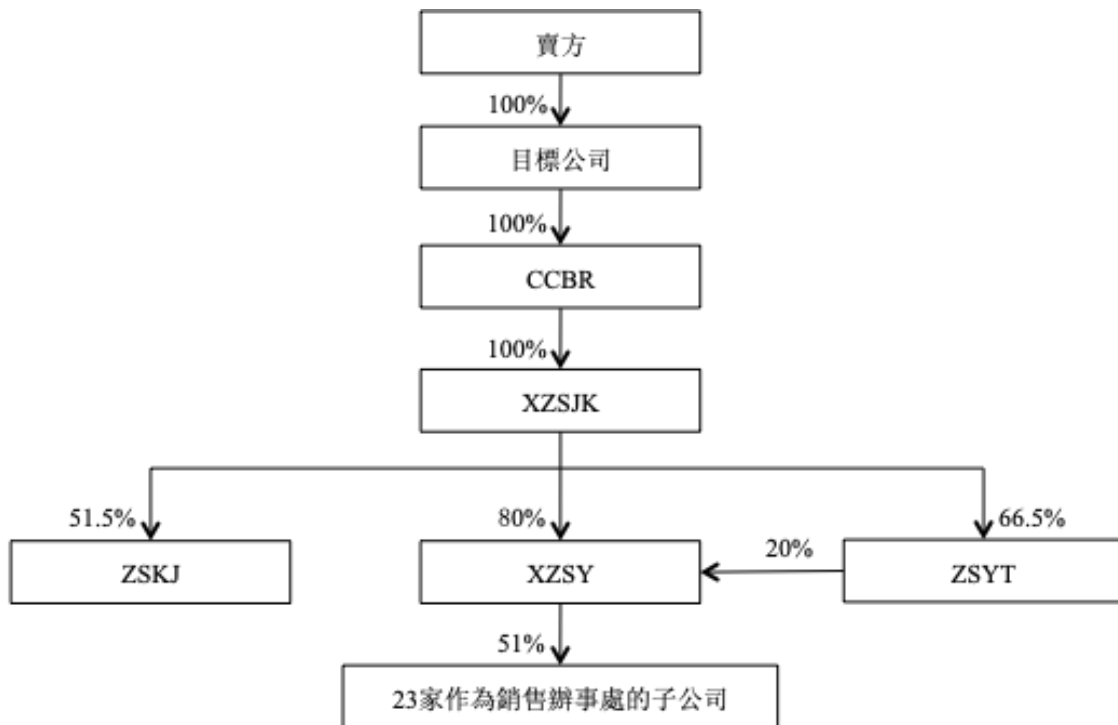 賣方
100%
目標公司
100%
CCBR
100%
XZSJK
51.5%
80%
66.5%
ZSKJ
XZSY
20%
ZSYT
51%
23家作為銷售辦事處的子公司